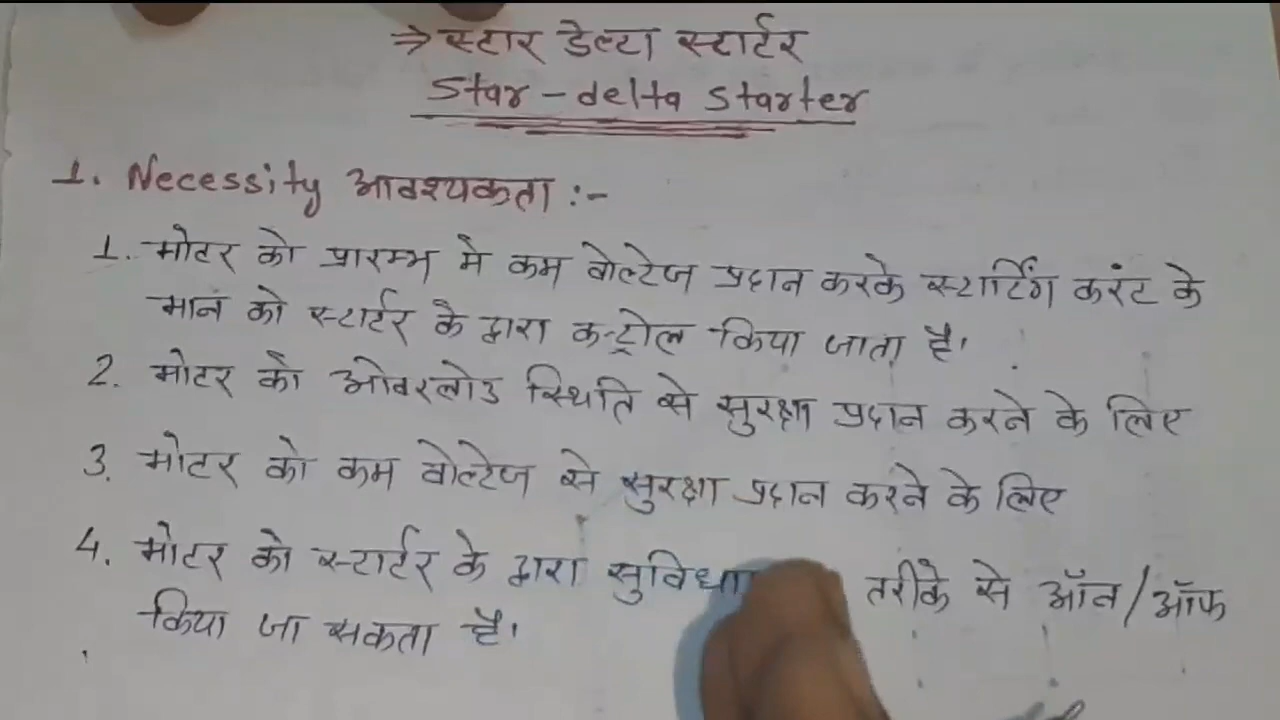 → स्टार डेल्टा स्टार्टर
Star - delta starter
1. Necessity आवश्यकता :-
1. मोटर को प्रारम्भ मे कम वोल्टेज प्रदान करके स्टार्टिंग करंट के
मान को स्टार्टर के द्वारा कन्ट्रोल किया जाता है।
2. मोटर को ओवरलोड स्थिति से सुरक्षा प्रदान करने के लिए
3. मोटर को कम वोल्टेज से सुरक्षा प्रदान करने के लिए
4. मोटर को स्टार्टर के द्वारा सुविधा तरीके से ऑन/ऑफ
किया जा सकता है।